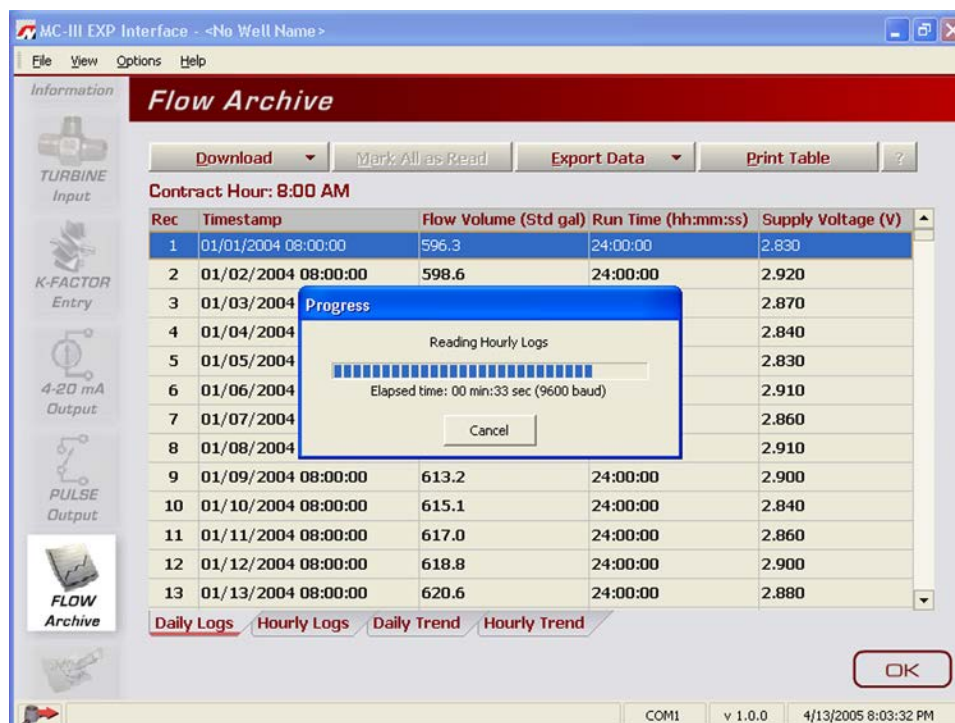 MC-III EXP Interface - <No Well Name>
File View Options Help
Information
Flow Archive
TURBINE
Input
K-FACTOR
Entry
4-20 mA
Output
PULSE
Output
FLOW
Archive
Download Mark All as Read Export Data Print Table ?
Contract Hour: 8:00 AM
Rec Timestamp Flow Volume (Std gal) Run Time (hh:mm:ss) Supply Voltage (V)
1 01/01/2004 08:00:00 596.3 24:00:00 2.830
2 01/02/2004 08:00:00 598.6 24:00:00 2.920
3 01/03/2004 2.870
4 01/04/2004 2.840
5 01/05/2004 2.830
6 01/06/2004 2.910
7 01/07/2004 2.860
8 01/08/2004 2.910
9 01/09/2004 08:00:00 613.2 24:00:00 2.900
10 01/10/2004 08:00:00 615.1 24:00:00 2.840
11 01/11/2004 08:00:00 617.0 24:00:00 2.860
12 01/12/2004 08:00:00 618.8 24:00:00 2.900
13 01/13/2004 08:00:00 620.6 24:00:00 2.880
Progress
Reading Hourly Logs
Elapsed time: 00 min:33 sec (9600 baud)
Cancel
Daily Logs Hourly Logs Daily Trend Hourly Trend
OK
COM1 v 1.0.0 4/13/2005 8:03:32 PM